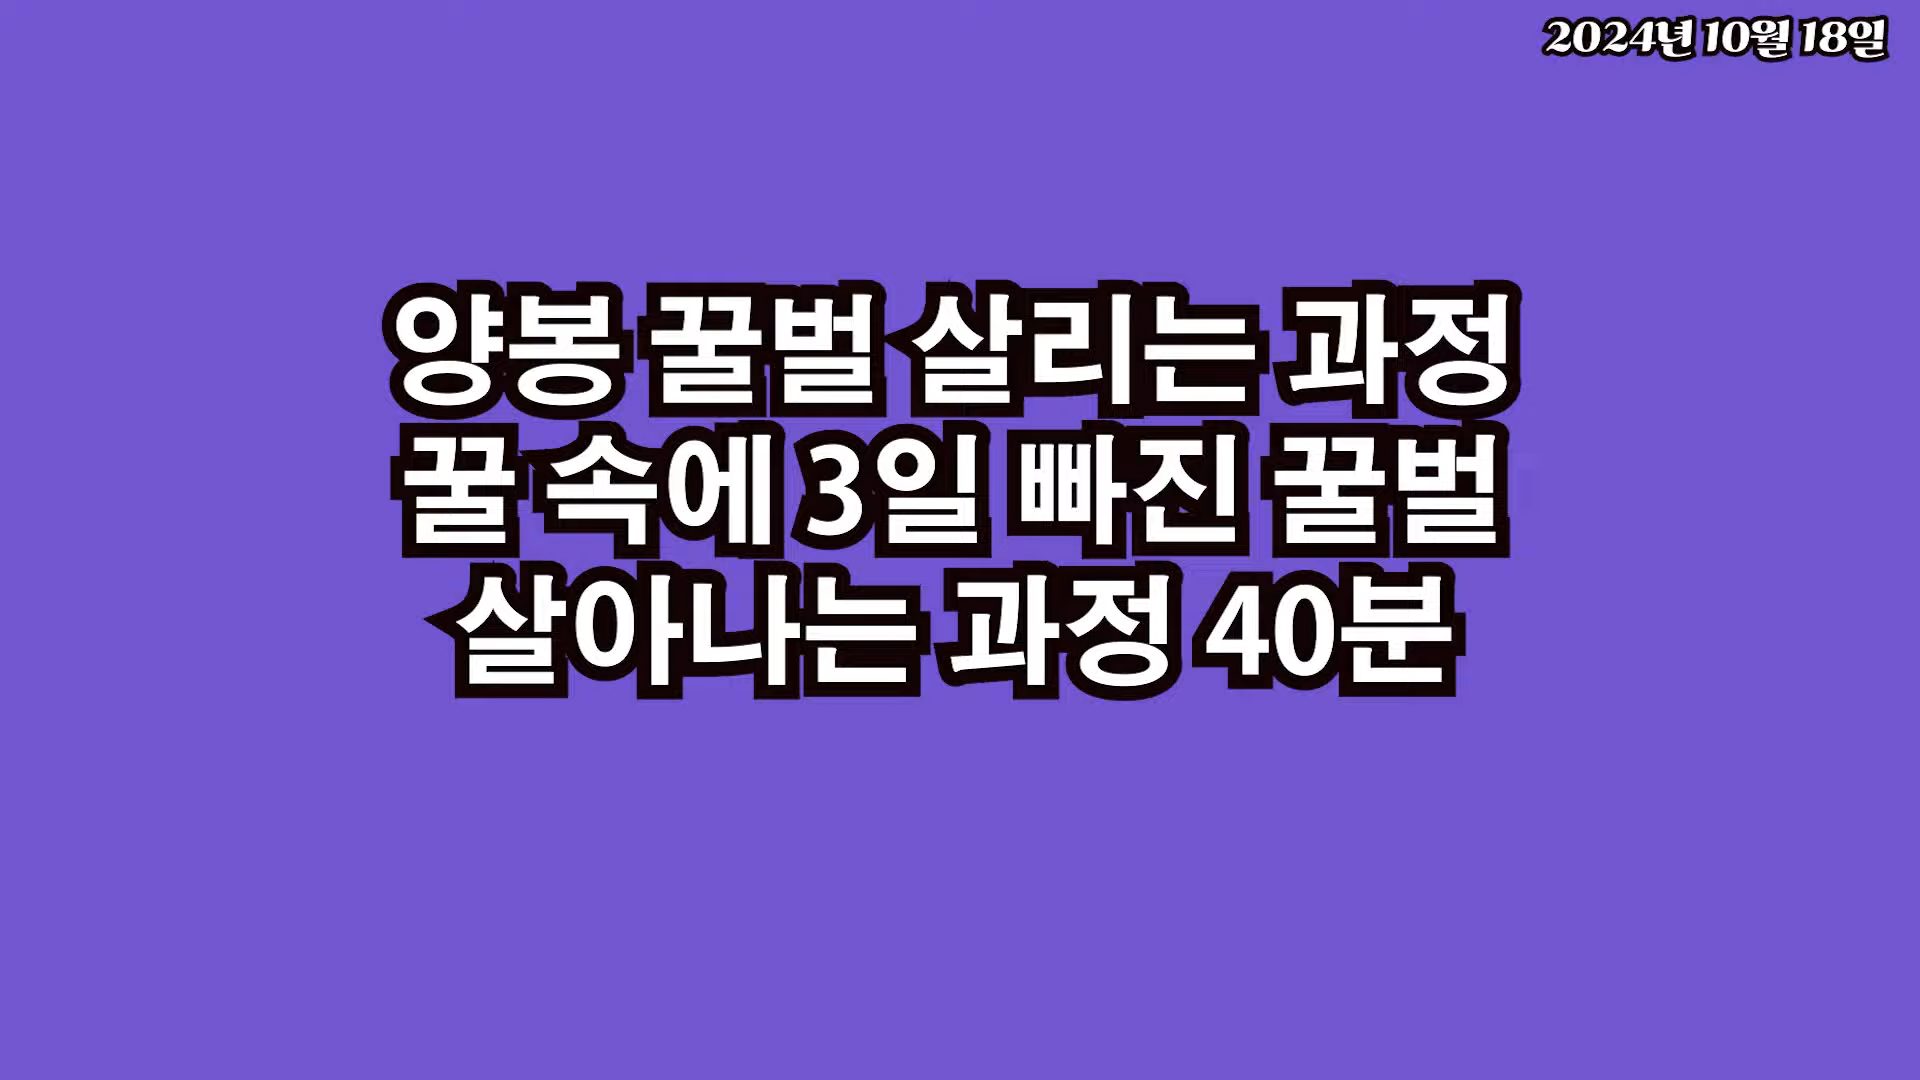 2024년 10월 18일
양봉 꿀벌 살리는 과정
꿀 속에 3일 빠진 꿀벌
살아나는 과정 40분